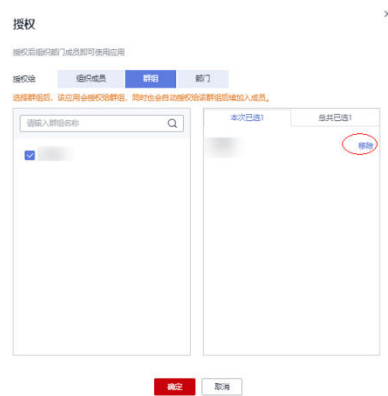 授权
授权后组织部门成员即可使用应用
授权给 组织成员 群组 部门
选择群组后，该应用会授权给群组，同时也会自动授权给该群组后续加入成员。
请输入群组名称
本次已选1 总共已选1
移除
确定 取消